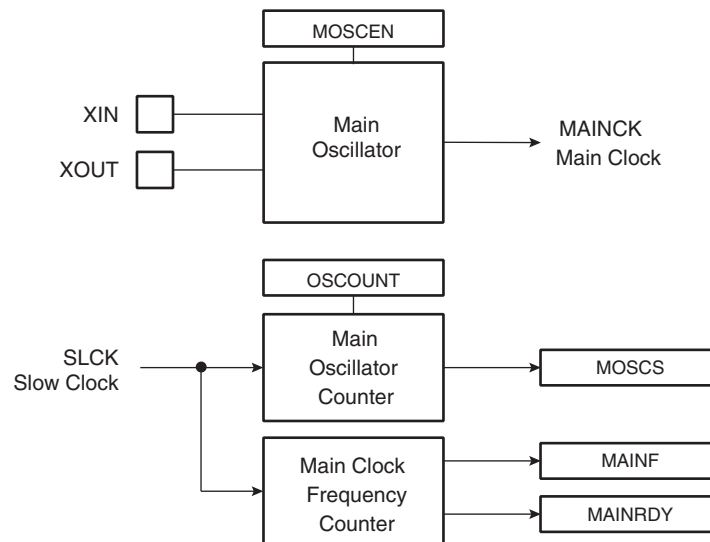 MOSCEN
XIN
XOUT
Main
Oscillator
MAINCK
Main Clock
OSCOUNT
SLCK
Slow Clock
Main
Oscillator
Counter
MOSCS
Main Clock
Frequency
Counter
MAINF
MAINRDY